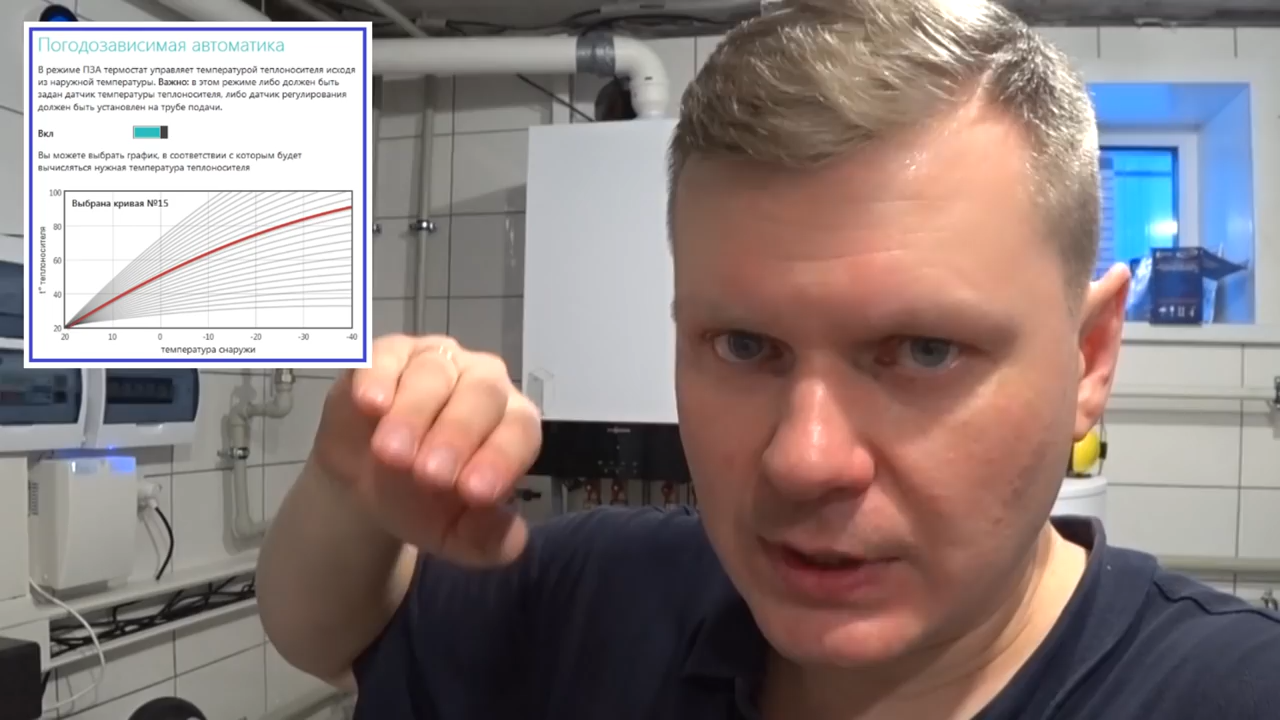 Погодозависимая автоматика
В режиме ПЗА термостат управляет температурой теплоносителя исходя
из наружной температуры. Важно: в этом режиме либо должен быть
задан датчик температуры теплоносителя, либо датчик регулирования
должен быть установлен на трубе подачи.
Вкл
Вы можете выбрать график, в соответствии с которым будет
вычисляться нужная температура теплоносителя
Выбрана кривая №15
t° теплоносителя
100
80
60
40
20
20 10 0 -10 -20 -30 -40
температура снаружи